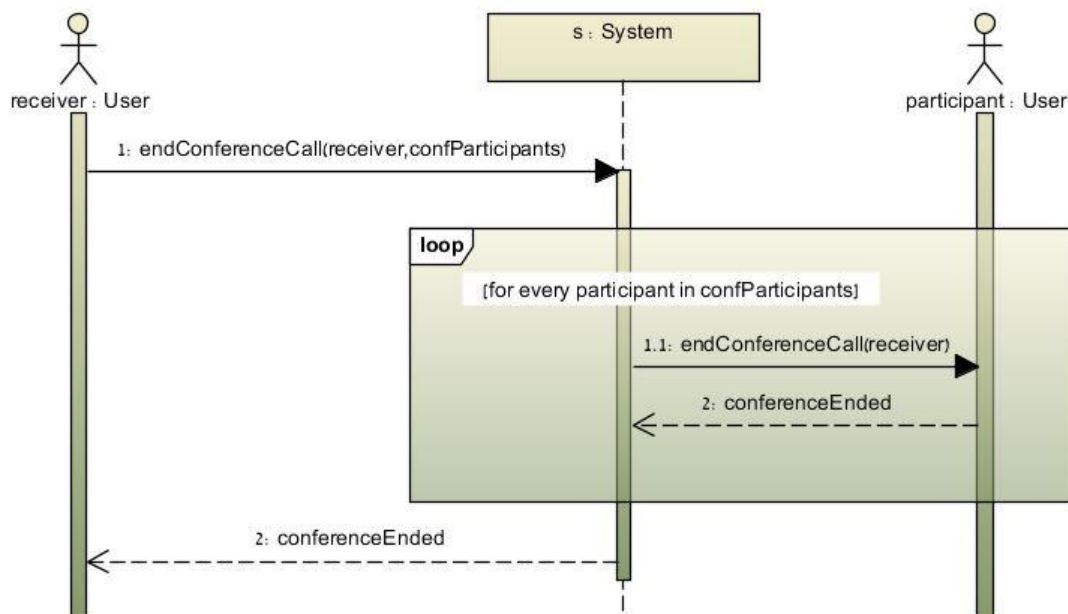 s : System
receiver : User
participant : User
1: endConferenceCall(receiver,confParticipants)
loop
[for every participant in confParticipants]
1.1: endConferenceCall(receiver)
2: conferenceEnded
2: conferenceEnded